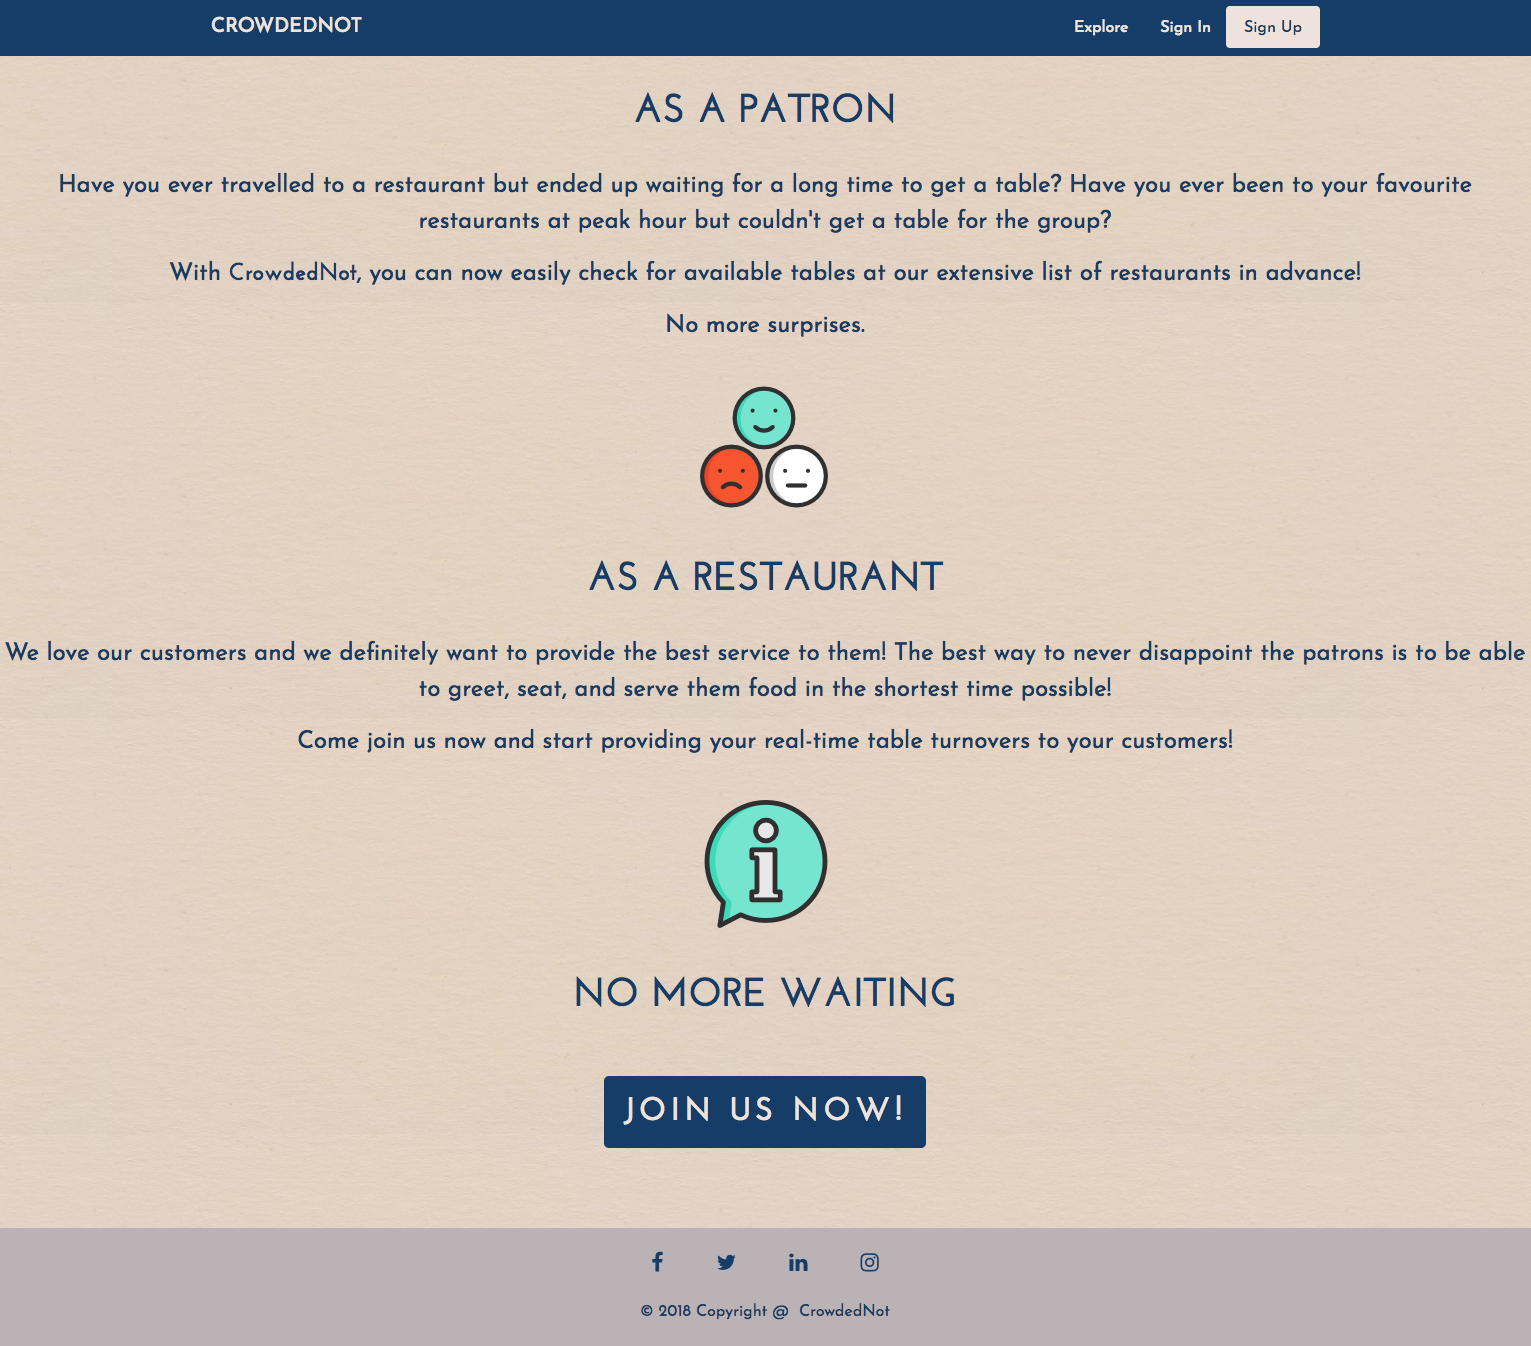 CROWDEDNOT
Explore Sign In Sign Up
AS A PATRON
Have you ever travelled to a restaurant but ended up waiting for a long time to get a table? Have you ever been to your favourite
restaurants at peak hour but couldn't get a table for the group?
With CrowdedNot, you can now easily check for available tables at our extensive list of restaurants in advance!
No more surprises.
AS A RESTAURANT
We love our customers and we definitely want to provide the best service to them! The best way to never disappoint the patrons is to be able
to greet, seat, and serve them food in the shortest time possible!
Come join us now and start providing your real-time table turnovers to your customers!
NO MORE WAITING
JOIN US NOW!
© 2018 Copyright @ CrowdedNot